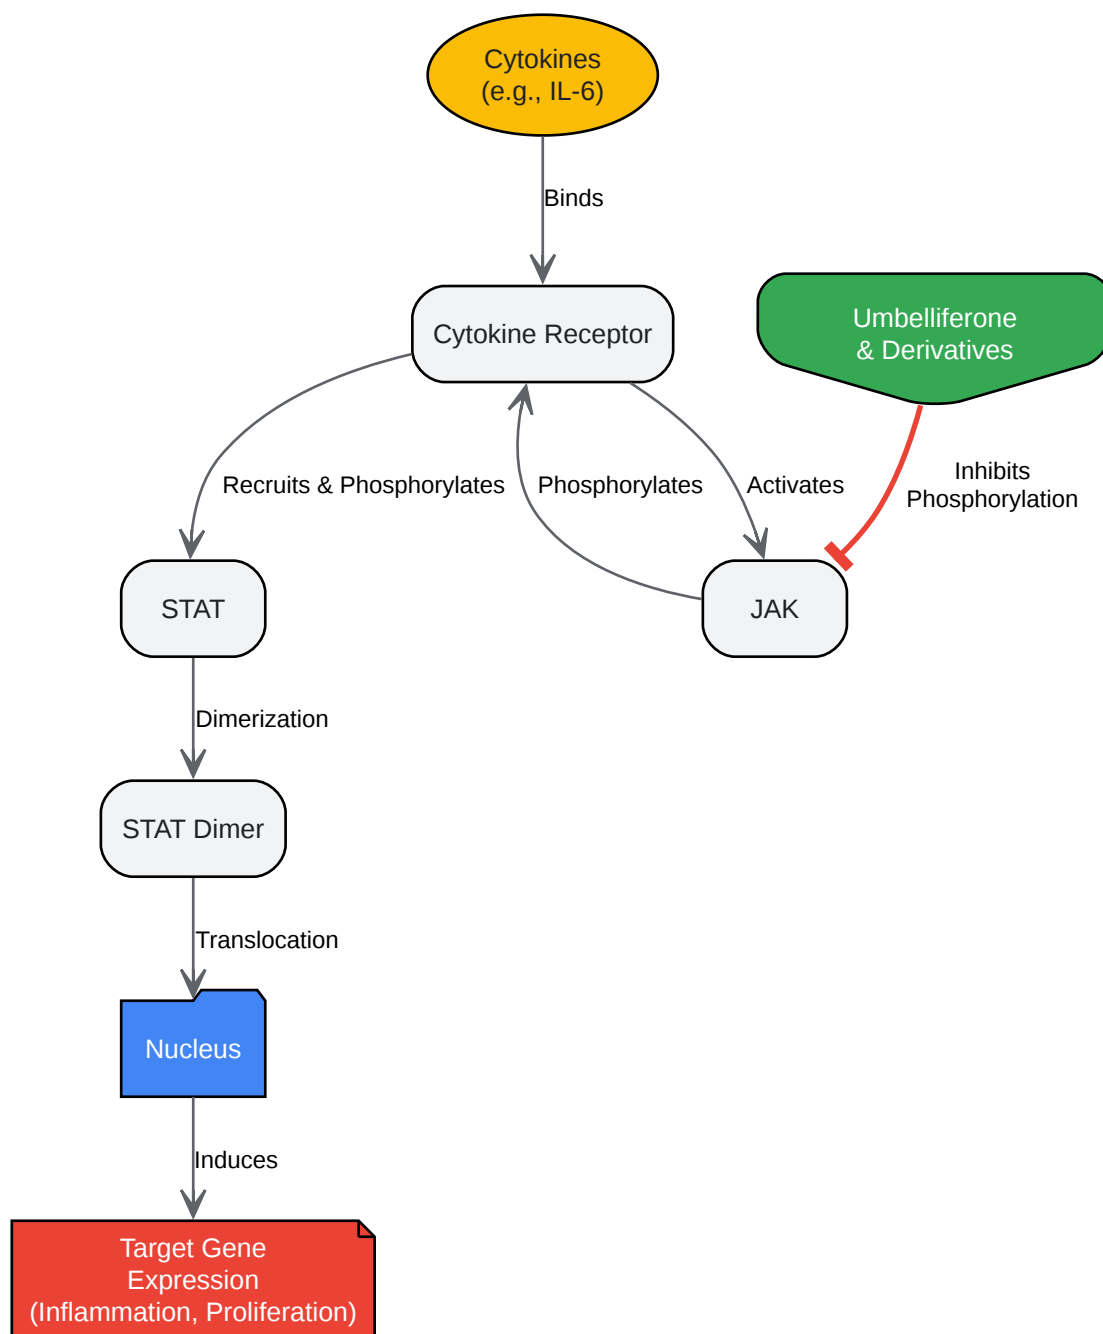 Cytokines
(e.g., IL-6)
Binds
Cytokine Receptor
Umbelliferone
& Derivatives
Recruits & Phosphorylates
Phosphorylates
Activates
Inhibits
Phosphorylation
STAT
JAK
Dimerization
STAT Dimer
Translocation
Nucleus
Induces
Target Gene
Expression
(Inflammation, Proliferation)